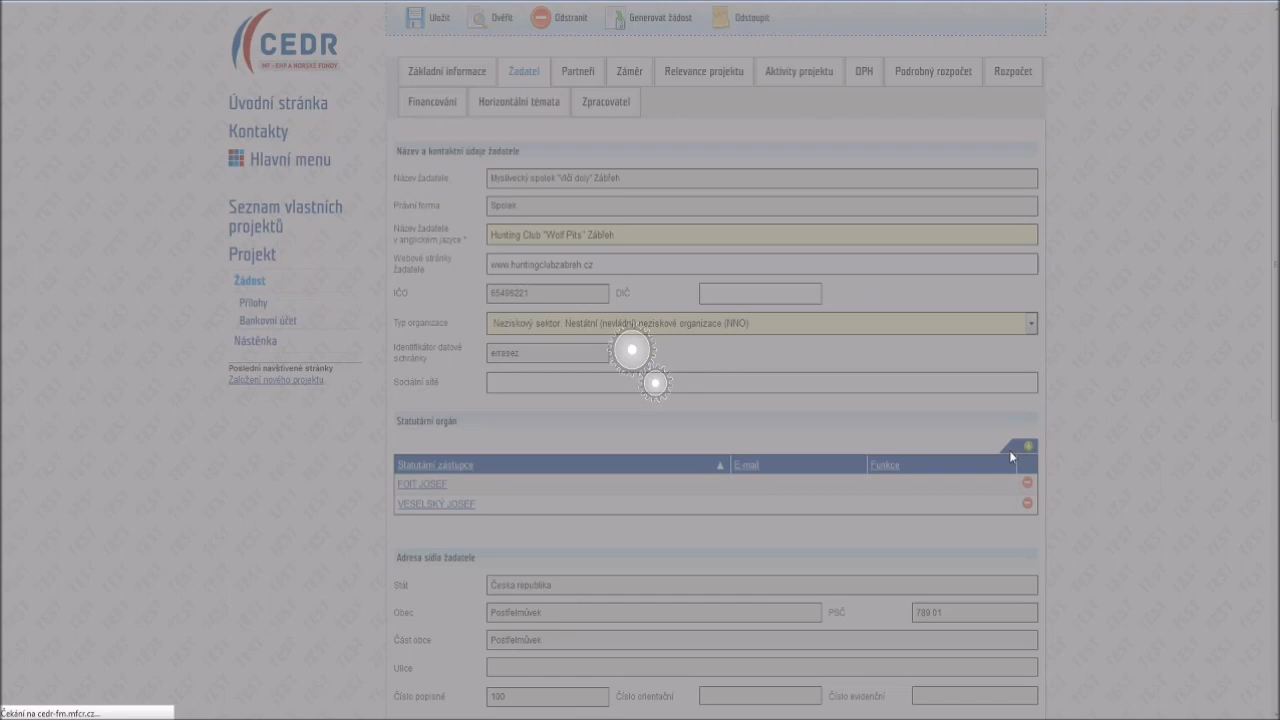 Uložit Ověřit Odstranit Generovat žádost Odstoupit
CEDR
MF - EHP A NORSKÉ FONDY
Úvodní stránka
Kontakty
Hlavní menu
Seznam vlastních
projektů
Projekt
Žádost
Přílohy
Bankovní účet
Nástěnka
Poslední navštívené stránky
Založení nového projektu
Základní informace Žadatel Partneři Záměr Relevance projektu Aktivity projektu DPH Podrobný rozpočet Rozpočet
Financování Horizontální témata Zpracovatel
Název a kontaktní údaje žadatele
Název žadatele Myslivecký spolek "Vlčí doly" Zábřeh
Právní forma Spolek
Název žadatele
v anglickém jazyce * Hunting Club "Wolf Pits" Zábřeh
Webové stránky
žadatele www.huntingclubzabreh.cz
IČO 65496221 DIČ
Typ organizace Neziskový sektor Nestátní (nevládní) neziskové organizace (NNO)
Identifikátor datové
schránky errasez
Sociální sítě
Statutární orgán
Statutární zástupce E-mail Funkce
FOIT JOSEF
VESELSKÝ JOSEF
Adresa sídla žadatele
Stát Česká republika
Obec Postřelmůvek PSČ 789 01
Část obce Postřelmůvek
Ulice
Číslo popisné 100 Číslo orientační Číslo evidenční
Čekání na cedr-fm.mfcr.cz...